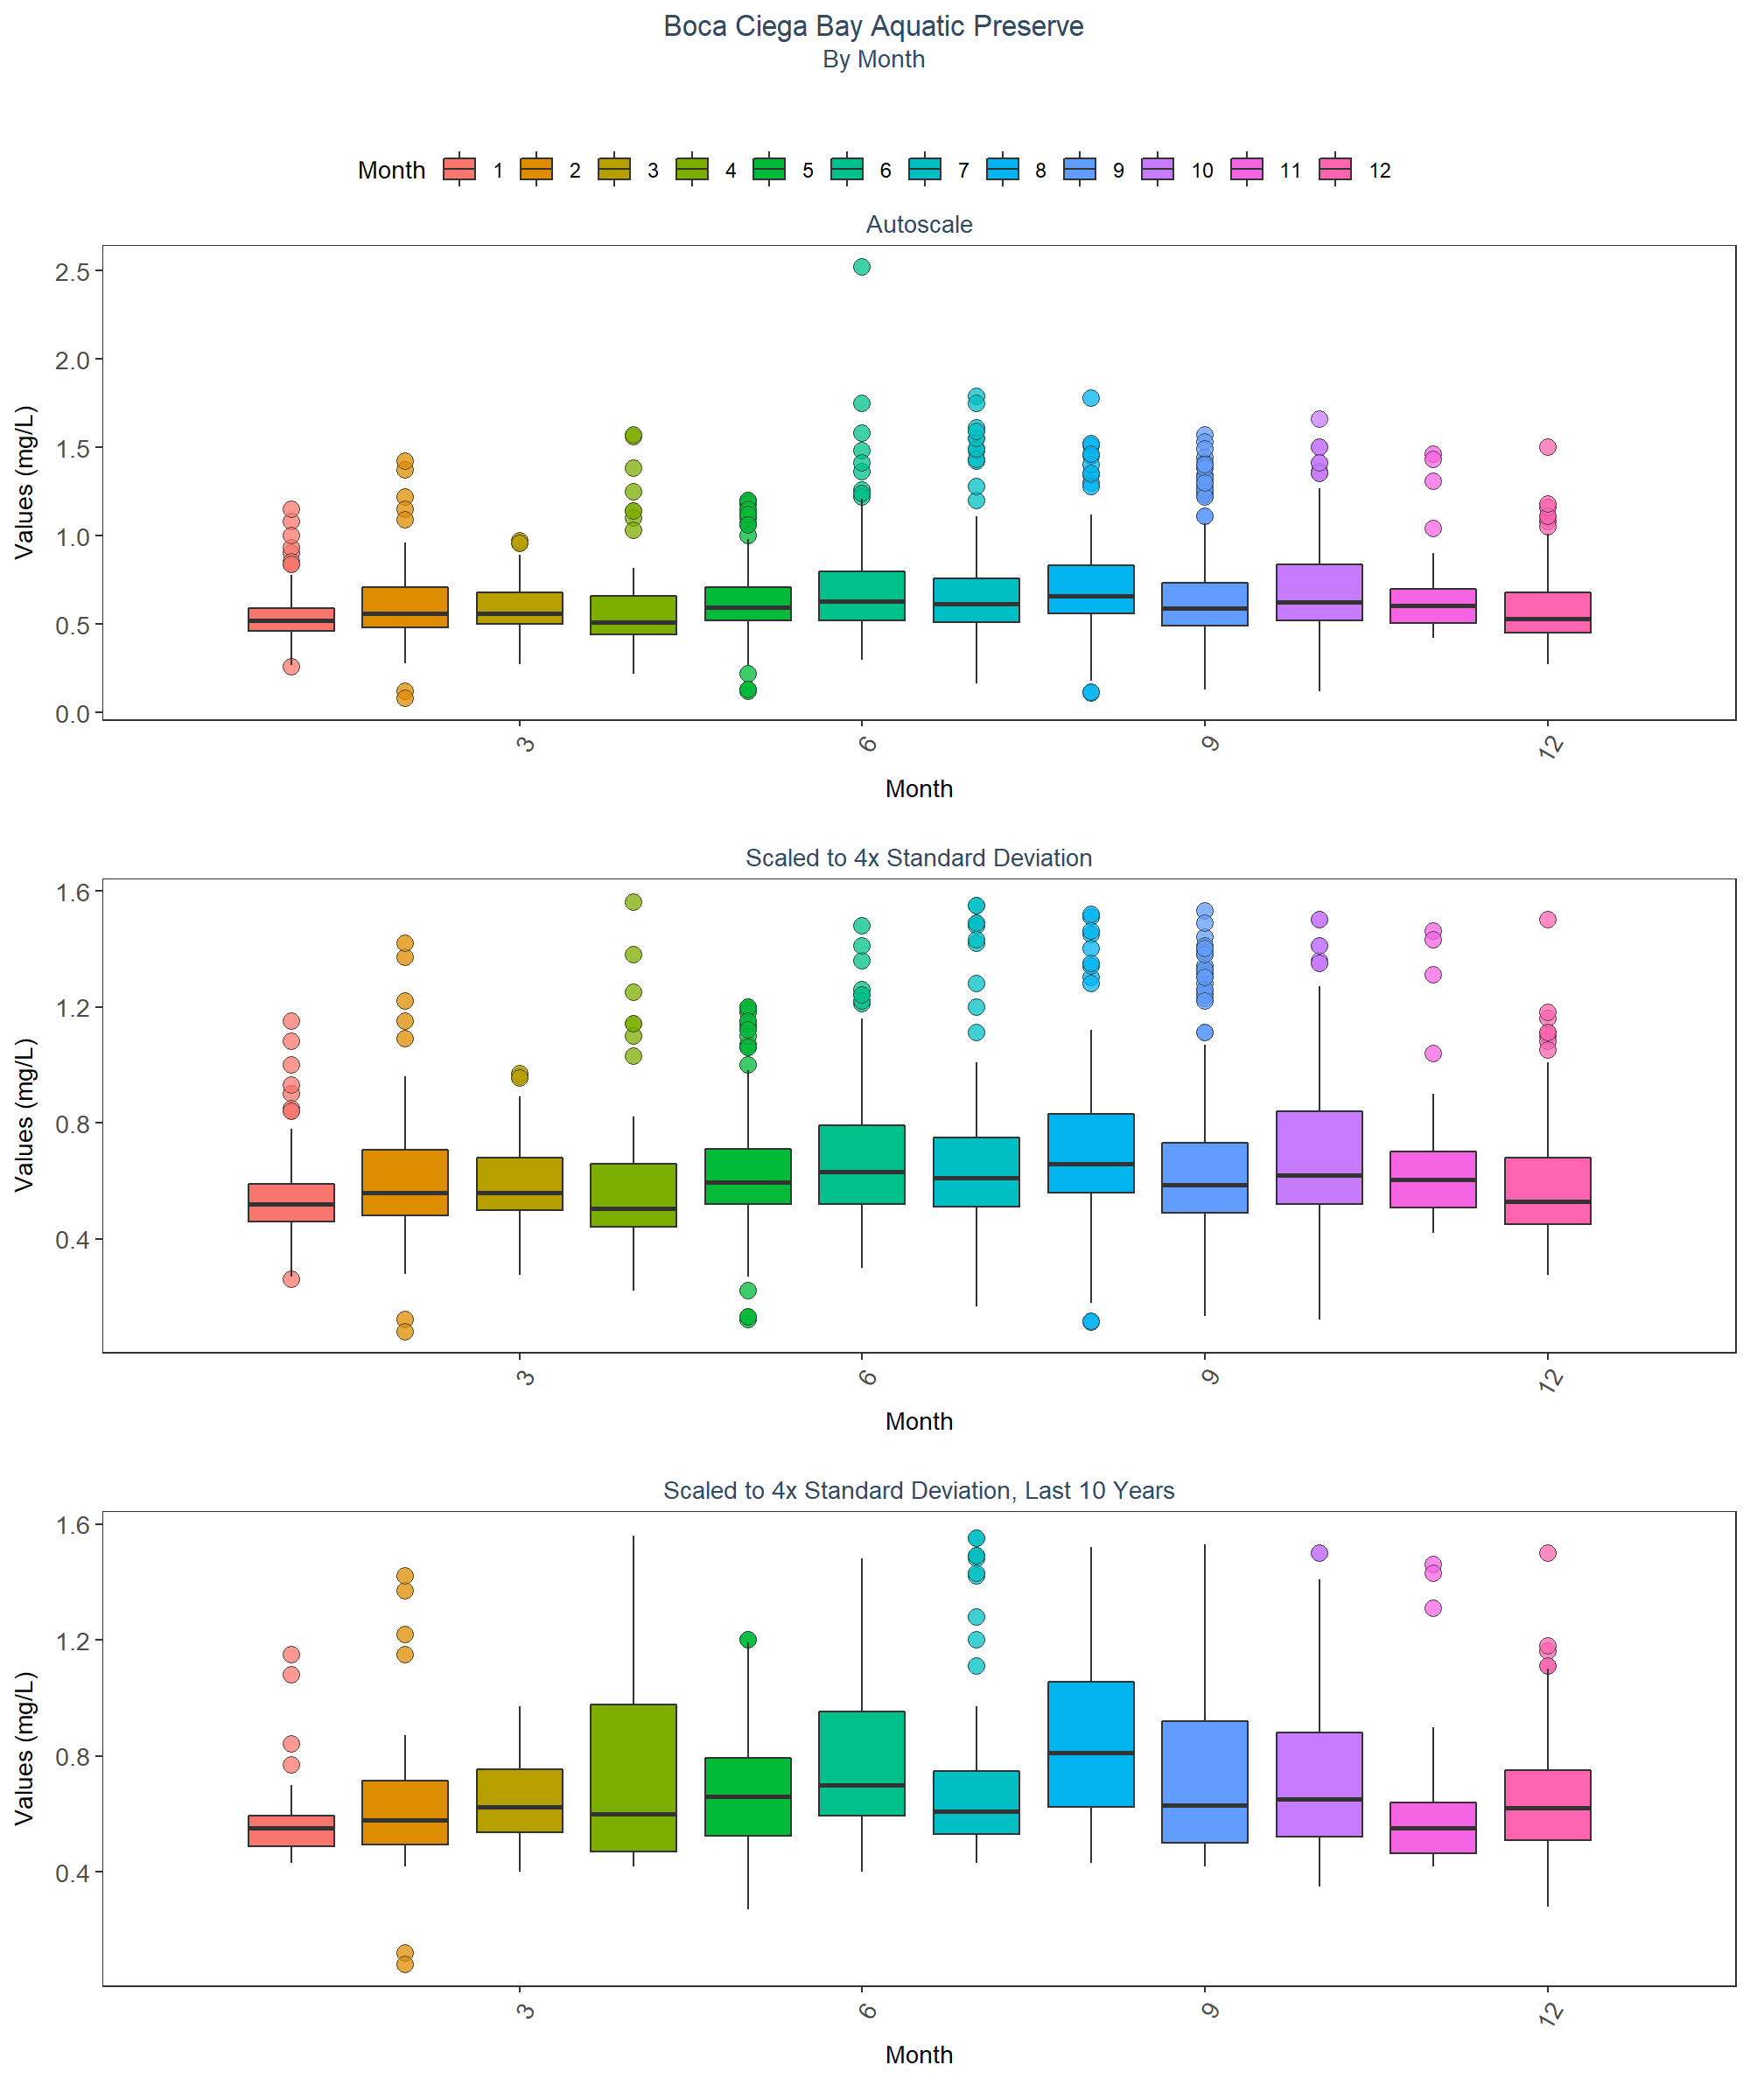 Boca Ciega Bay Aquatic Preserve
By Month
Month 1 2 3 4 5 6 7 8 9 10 11 12
Autoscale
Values (mg/L)
2.5
2.0
1.5
1.0
0.5
0.0
3 6 9 12
Month
Scaled to 4x Standard Deviation
Values (mg/L)
1.6
1.2
0.8
0.4
3 6 9 12
Month
Scaled to 4x Standard Deviation, Last 10 Years
Values (mg/L)
1.6
1.2
0.8
0.4
3 6 9 12
Month